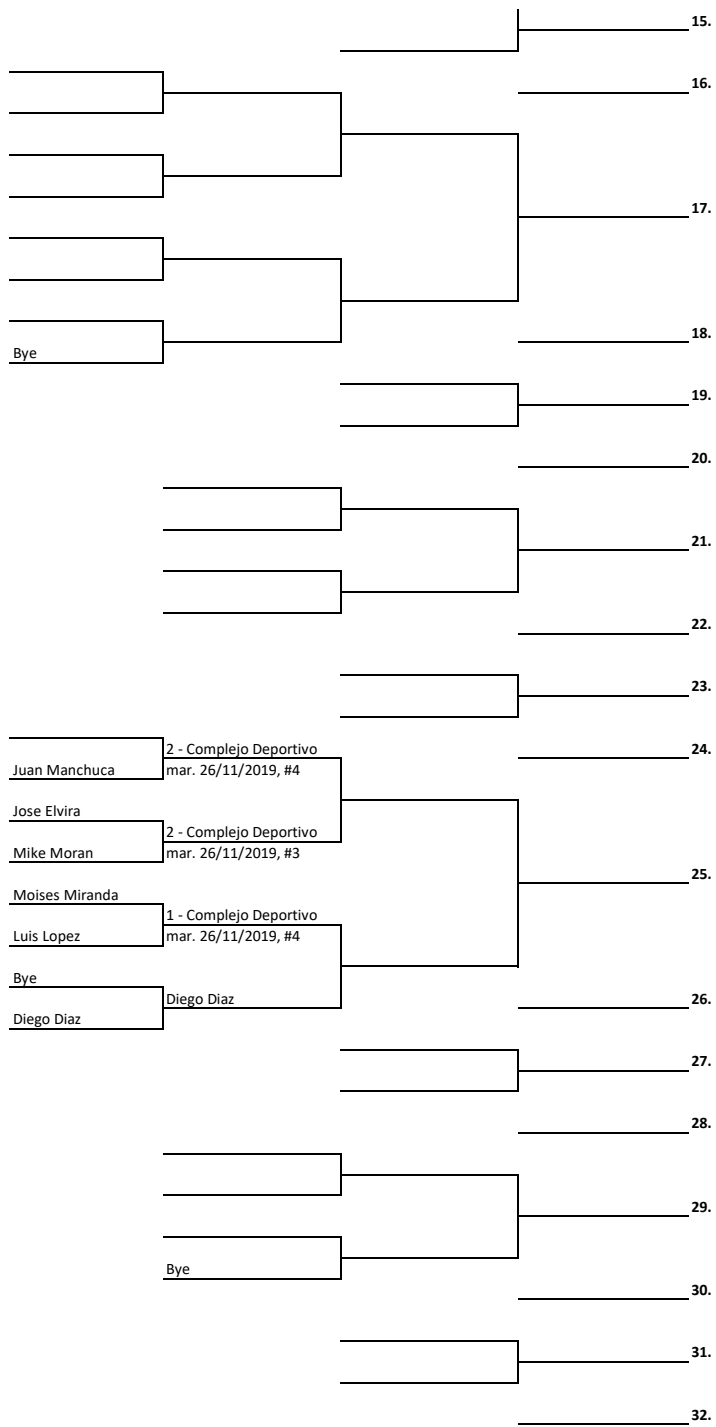 15.
16.
17.
18.
Bye
19.
20.
21.
22.
23.
2 - Complejo Deportivo
24.
Juan Manchuca
mar. 26/11/2019, #4
Jose Elvira
2 - Complejo Deportivo
Mike Moran
mar. 26/11/2019, #3
25.
Moises Miranda
1 - Complejo Deportivo
Luis Lopez
mar. 26/11/2019, #4
Bye
Diego Diaz
26.
Diego Diaz
27.
28.
29.
Bye
30.
31.
32.